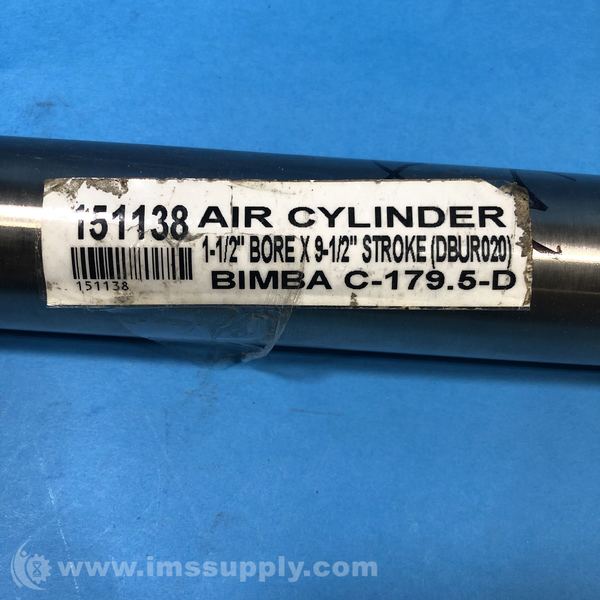 151138 AIR CYLINDER
1-1/2" BORE X 9-1/2" STROKE (DBUR020)
151138 BIMBA C-179.5-D
www.imssupply.com